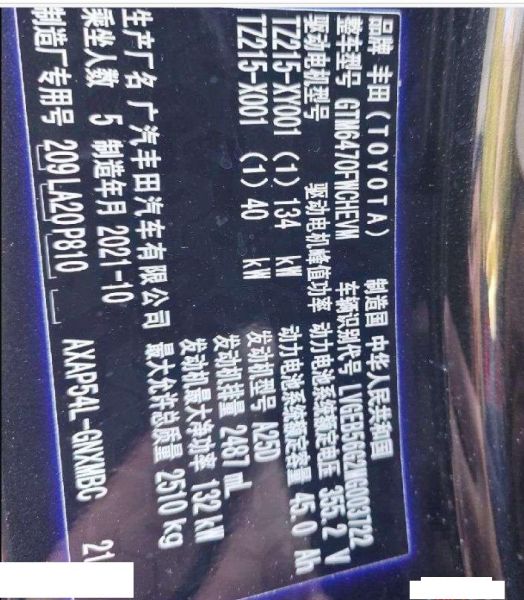 品牌 丰田 (TOYOTA) 制造国 中华人民共和国
整车型号 GTM6470FWCHEVM 车辆识别代号 LVGEB56G2NG003722
驱动电机型号 驱动电机峰值功率 动力电池系统额定电压 355.2 V
TZ215-XY001 (1) 134 kW 动力电池系统额定容量 45.0 Ah
TZ215-X001 (1) 40 kW 发动机型号 A25D
发动机排量 2487 mL
发动机最大净功率 132 kW
生产厂名 广汽丰田汽车有限公司 最大允许总质量 2510 kg
乘坐人数 5 制造年月 2021-10
制造厂专用号 209 LA20P810 AXAP54L-GNXMBC